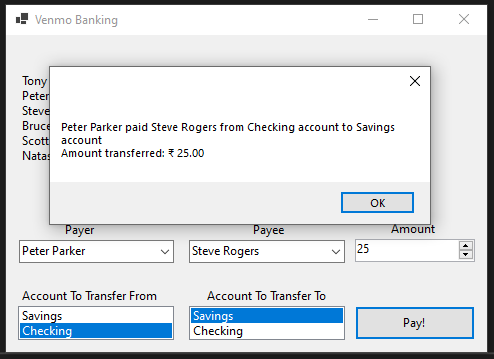 Venmo Banking
Tony
Peter
Steve
Bruce
Scott
Natas
Peter Parker paid Steve Rogers from Checking account to Savings
account
Amount transferred: ₹ 25.00
OK
Payer Payee Amount
Peter Parker Steve Rogers 25
Account To Transfer From Account To Transfer To
Savings Savings
Checking Checking
Pay!